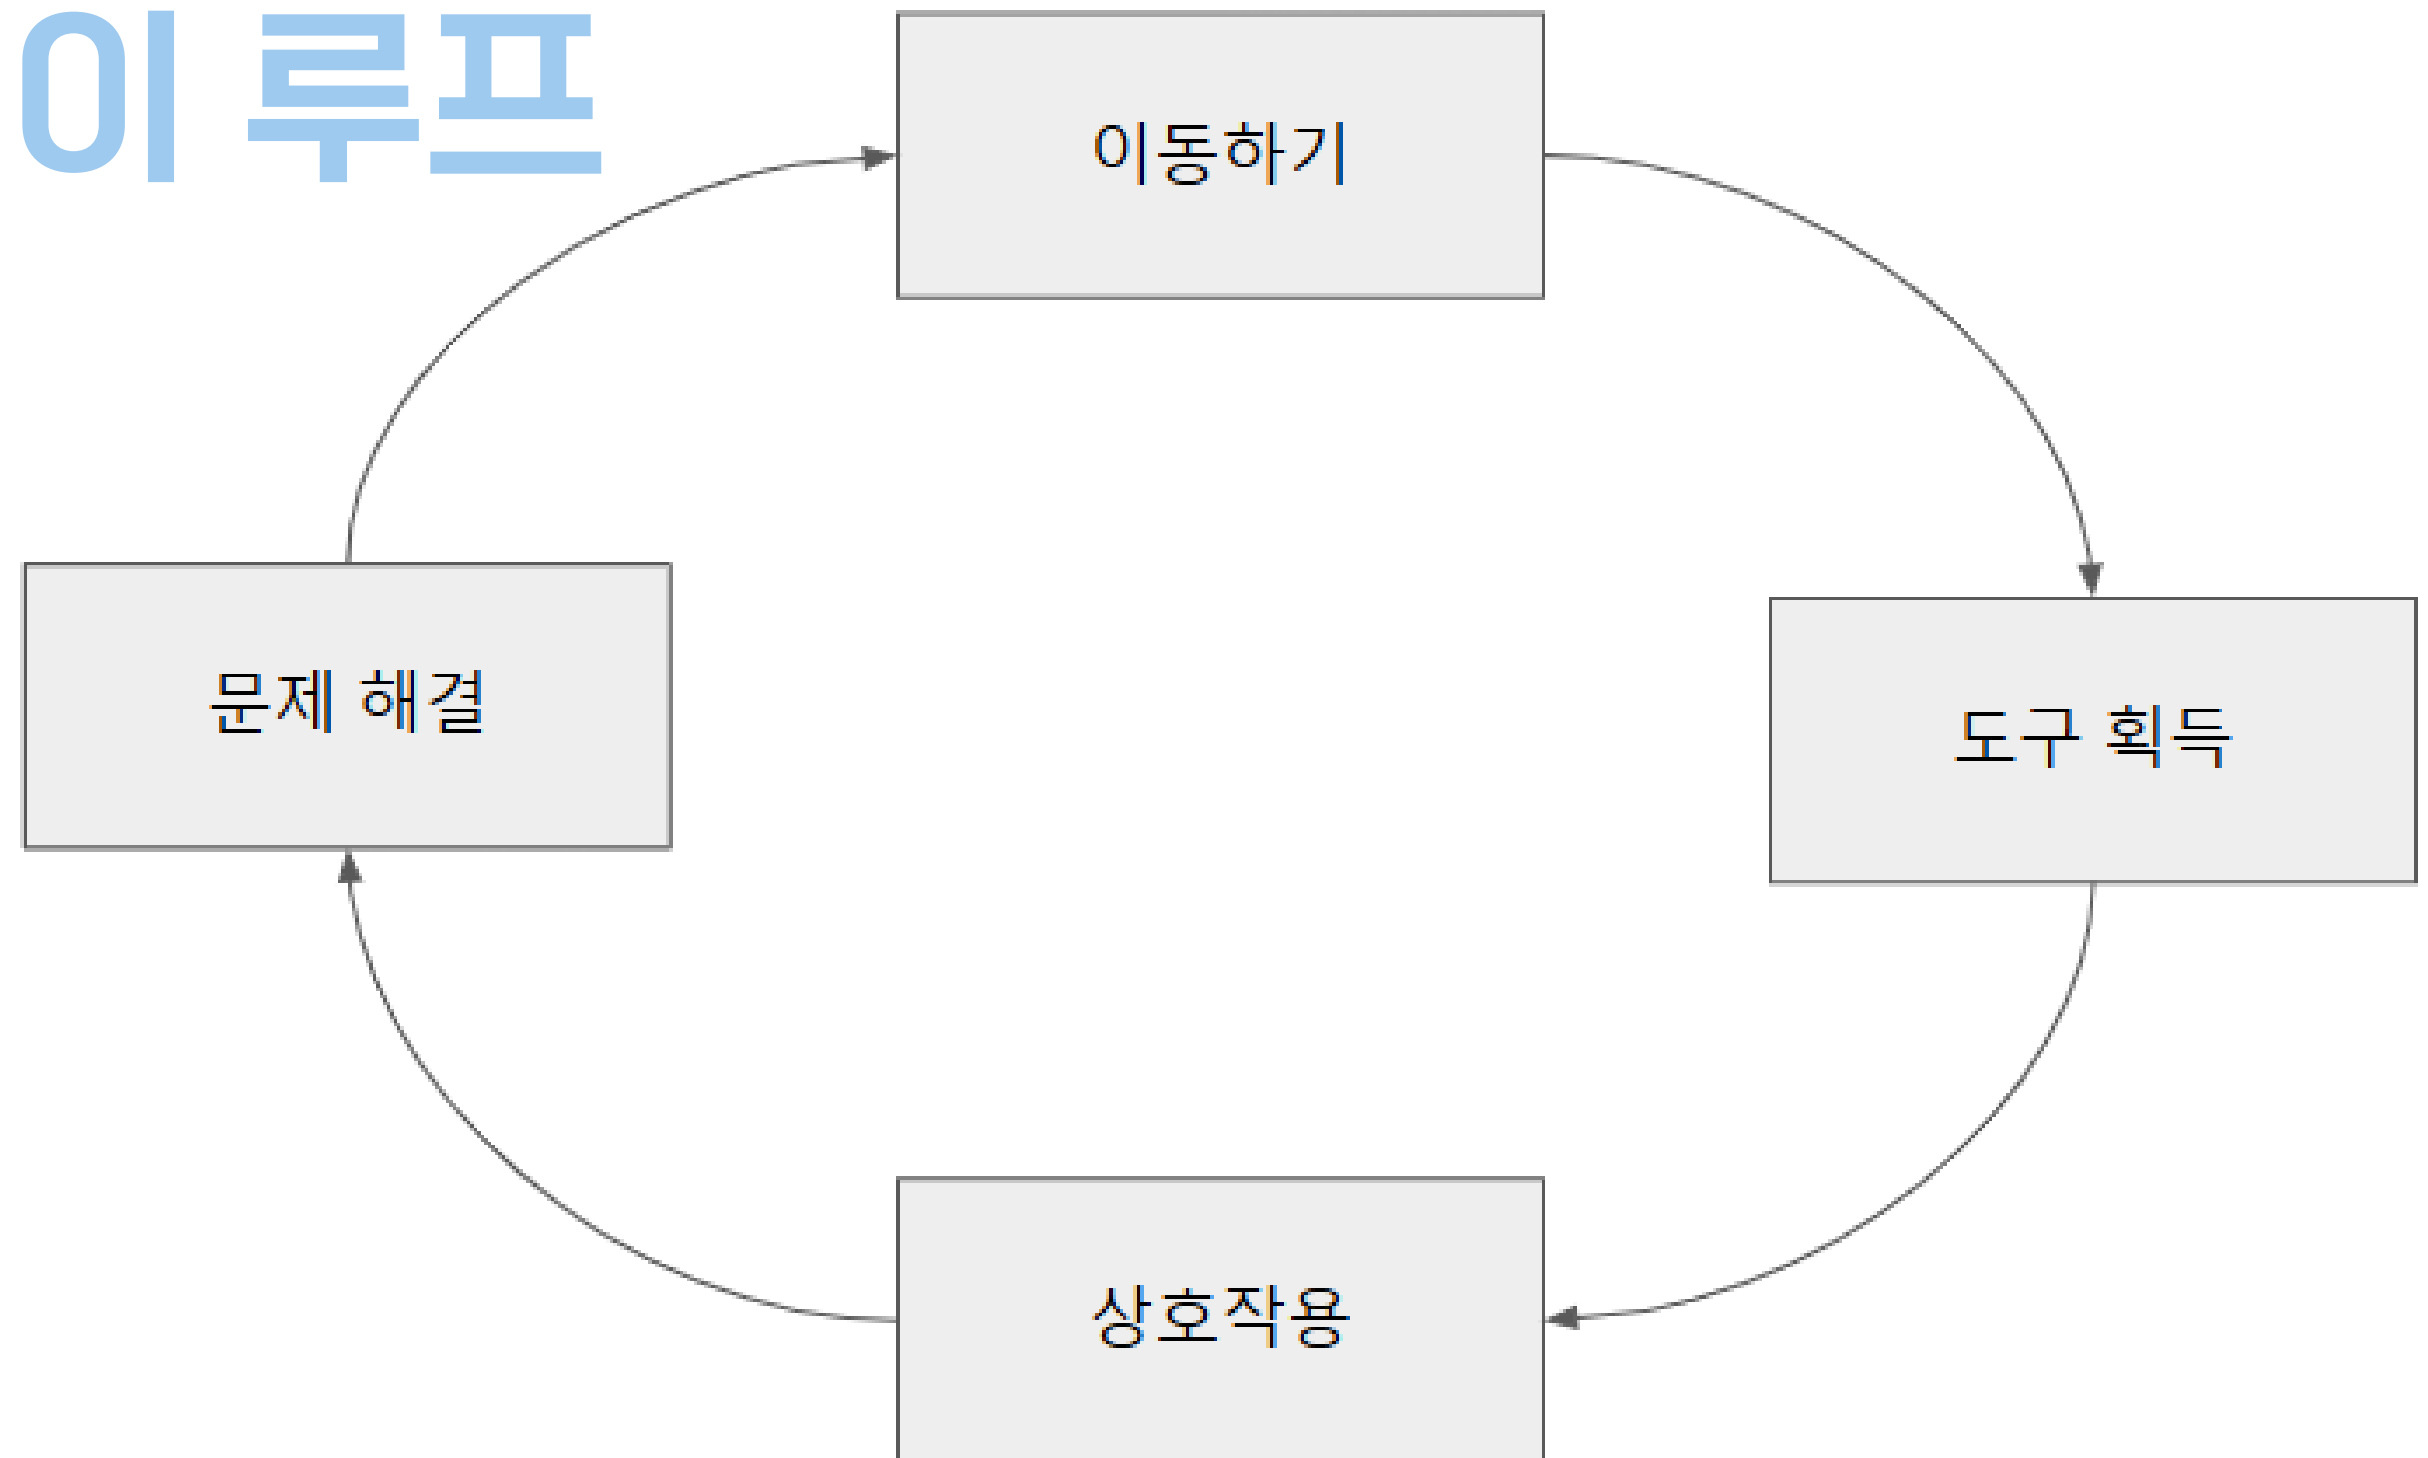 이 루프
이동하기
문제 해결
도구 획득
상호작용